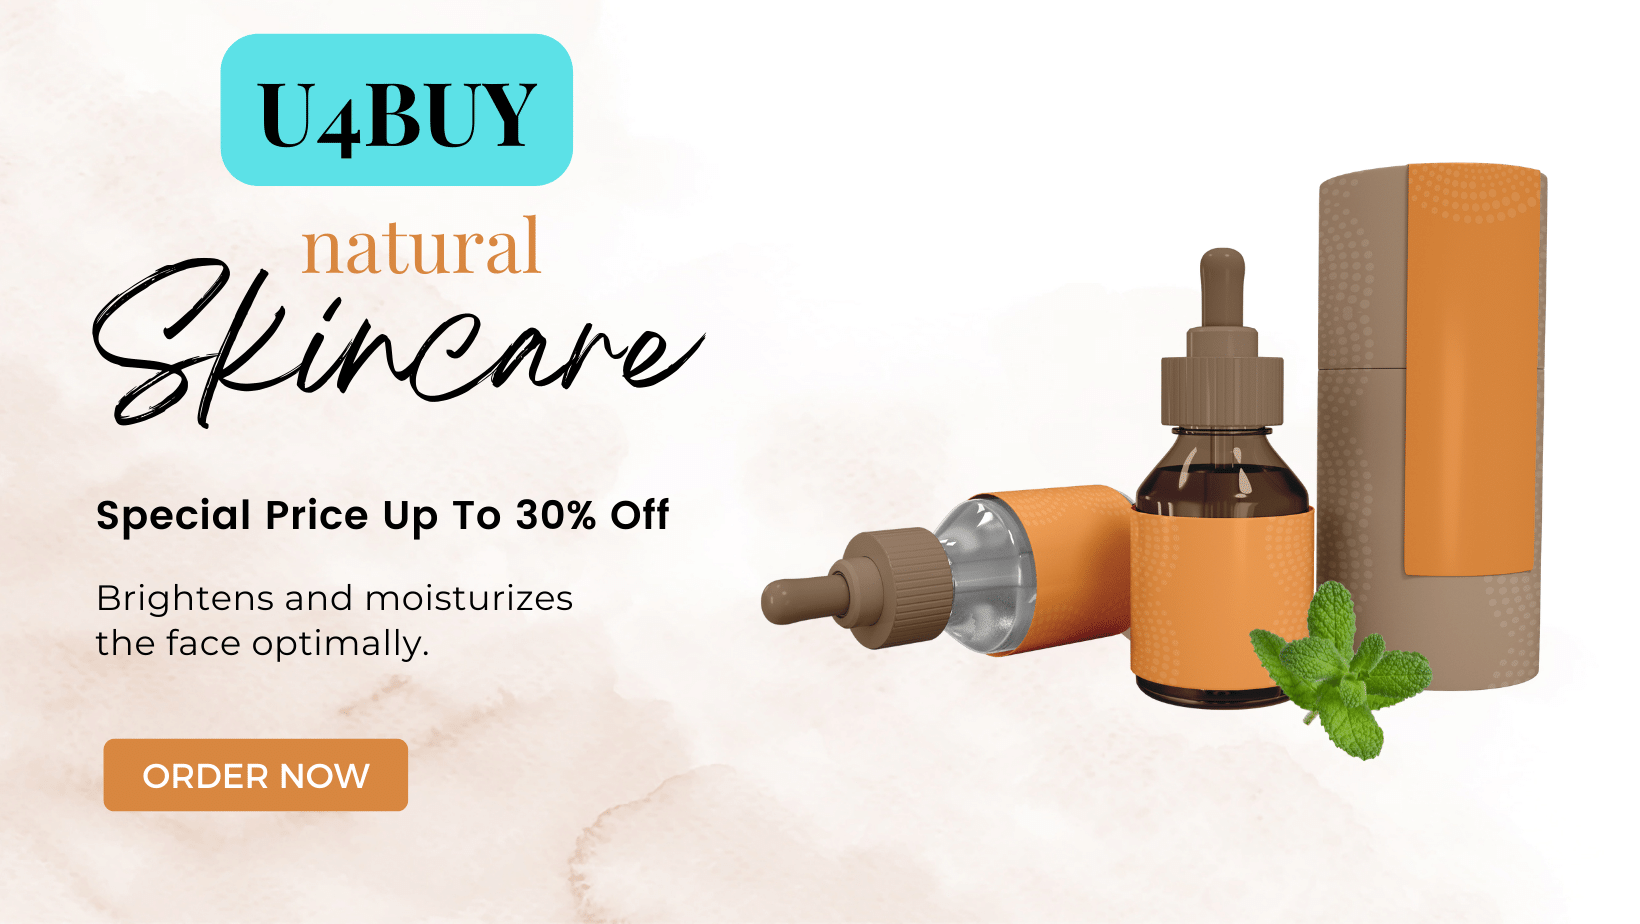 U4BUY
natural
Skincare
Special Price Up To 30% Off
Brightens and moisturizes
the face optimally.
ORDER NOW